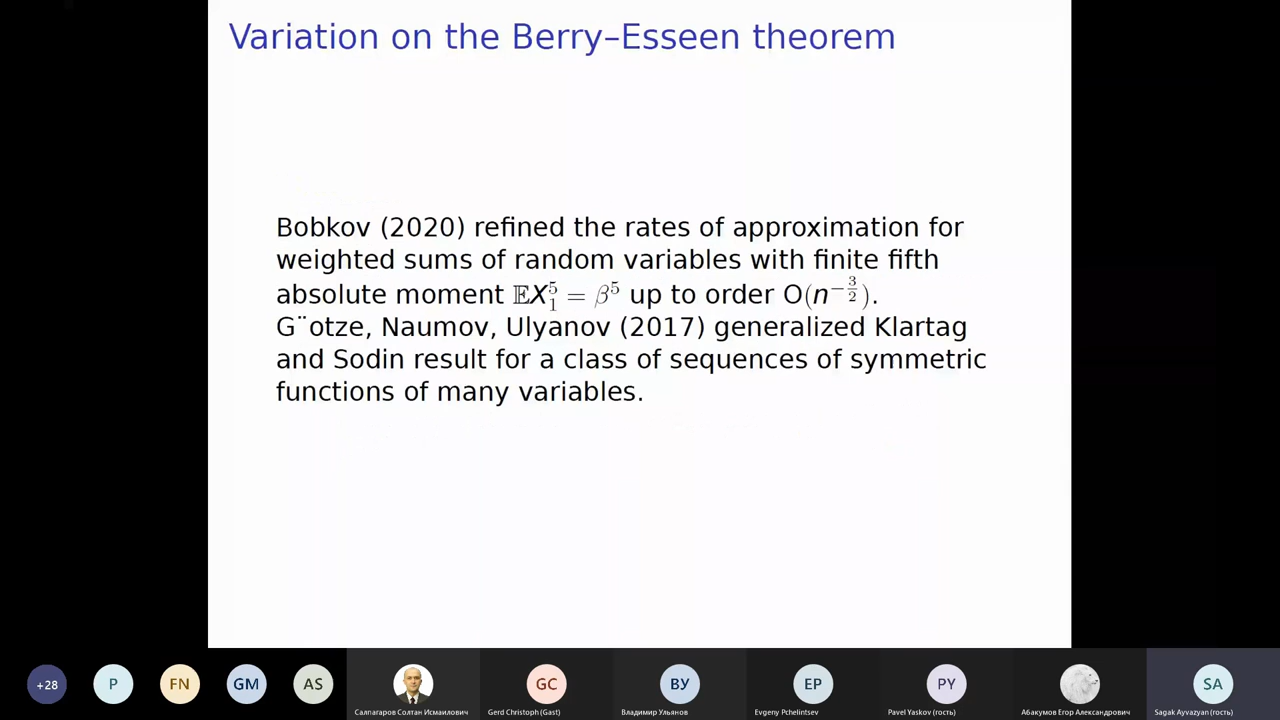 Variation on the Berry–Esseen theorem
Bobkov (2020) refined the rates of approximation for
weighted sums of random variables with finite fifth
absolute moment 𝔼X₁⁵ = β⁵ up to order O(n^{-3/2}).
G¨otze, Naumov, Ulyanov (2017) generalized Klartag
and Sodin result for a class of sequences of symmetric
functions of many variables.
+28
P
FN
GM
AS
GC
ВУ
EP
PY
SA
Салпагаров Солтан Исмаилович
Gerd Christoph (Gast)
Владимир Ульянов
Evgeny Pchelintsev
Pavel Yaskov (гость)
Абакумов Егор Александрович
Sagak Ayvazyan (гость)